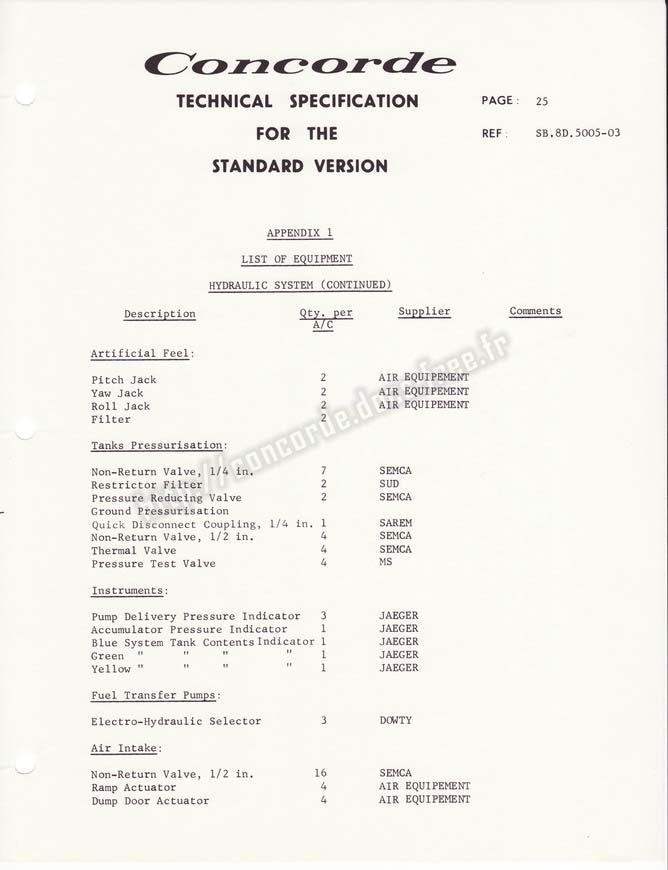 Concorde
TECHNICAL SPECIFICATION PAGE: 25
FOR THE REF: SB.8D.5005-03
STANDARD VERSION
APPENDIX 1
LIST OF EQUIPMENT
HYDRAULIC SYSTEM (CONTINUED)
Description Qty. per A/C Supplier Comments
Artificial Feel:
Pitch Jack 2 AIR EQUIPEMENT
Yaw Jack 2 AIR EQUIPEMENT
Roll Jack 2 AIR EQUIPEMENT
Filter 2
Tanks Pressurisation:
Non-Return Valve, 1/4 in. 7 SEMCA
Restrictor Filter 2 SUD
Pressure Reducing Valve 2 SEMCA
Ground Pressurisation
Quick Disconnect Coupling, 1/4 in. 1 SAREM
Non-Return Valve, 1/2 in. 4 SEMCA
Thermal Valve 4 SEMCA
Pressure Test Valve 4 MS
Instruments:
Pump Delivery Pressure Indicator 3 JAEGER
Accumulator Pressure Indicator 1 JAEGER
Blue System Tank Contents Indicator 1 JAEGER
Green " " " " 1 JAEGER
Yellow " " " " 1 JAEGER
Fuel Transfer Pumps:
Electro-Hydraulic Selector 3 DOWTY
Air Intake:
Non-Return Valve, 1/2 in. 16 SEMCA
Ramp Actuator 4 AIR EQUIPEMENT
Dump Door Actuator 4 AIR EQUIPEMENT